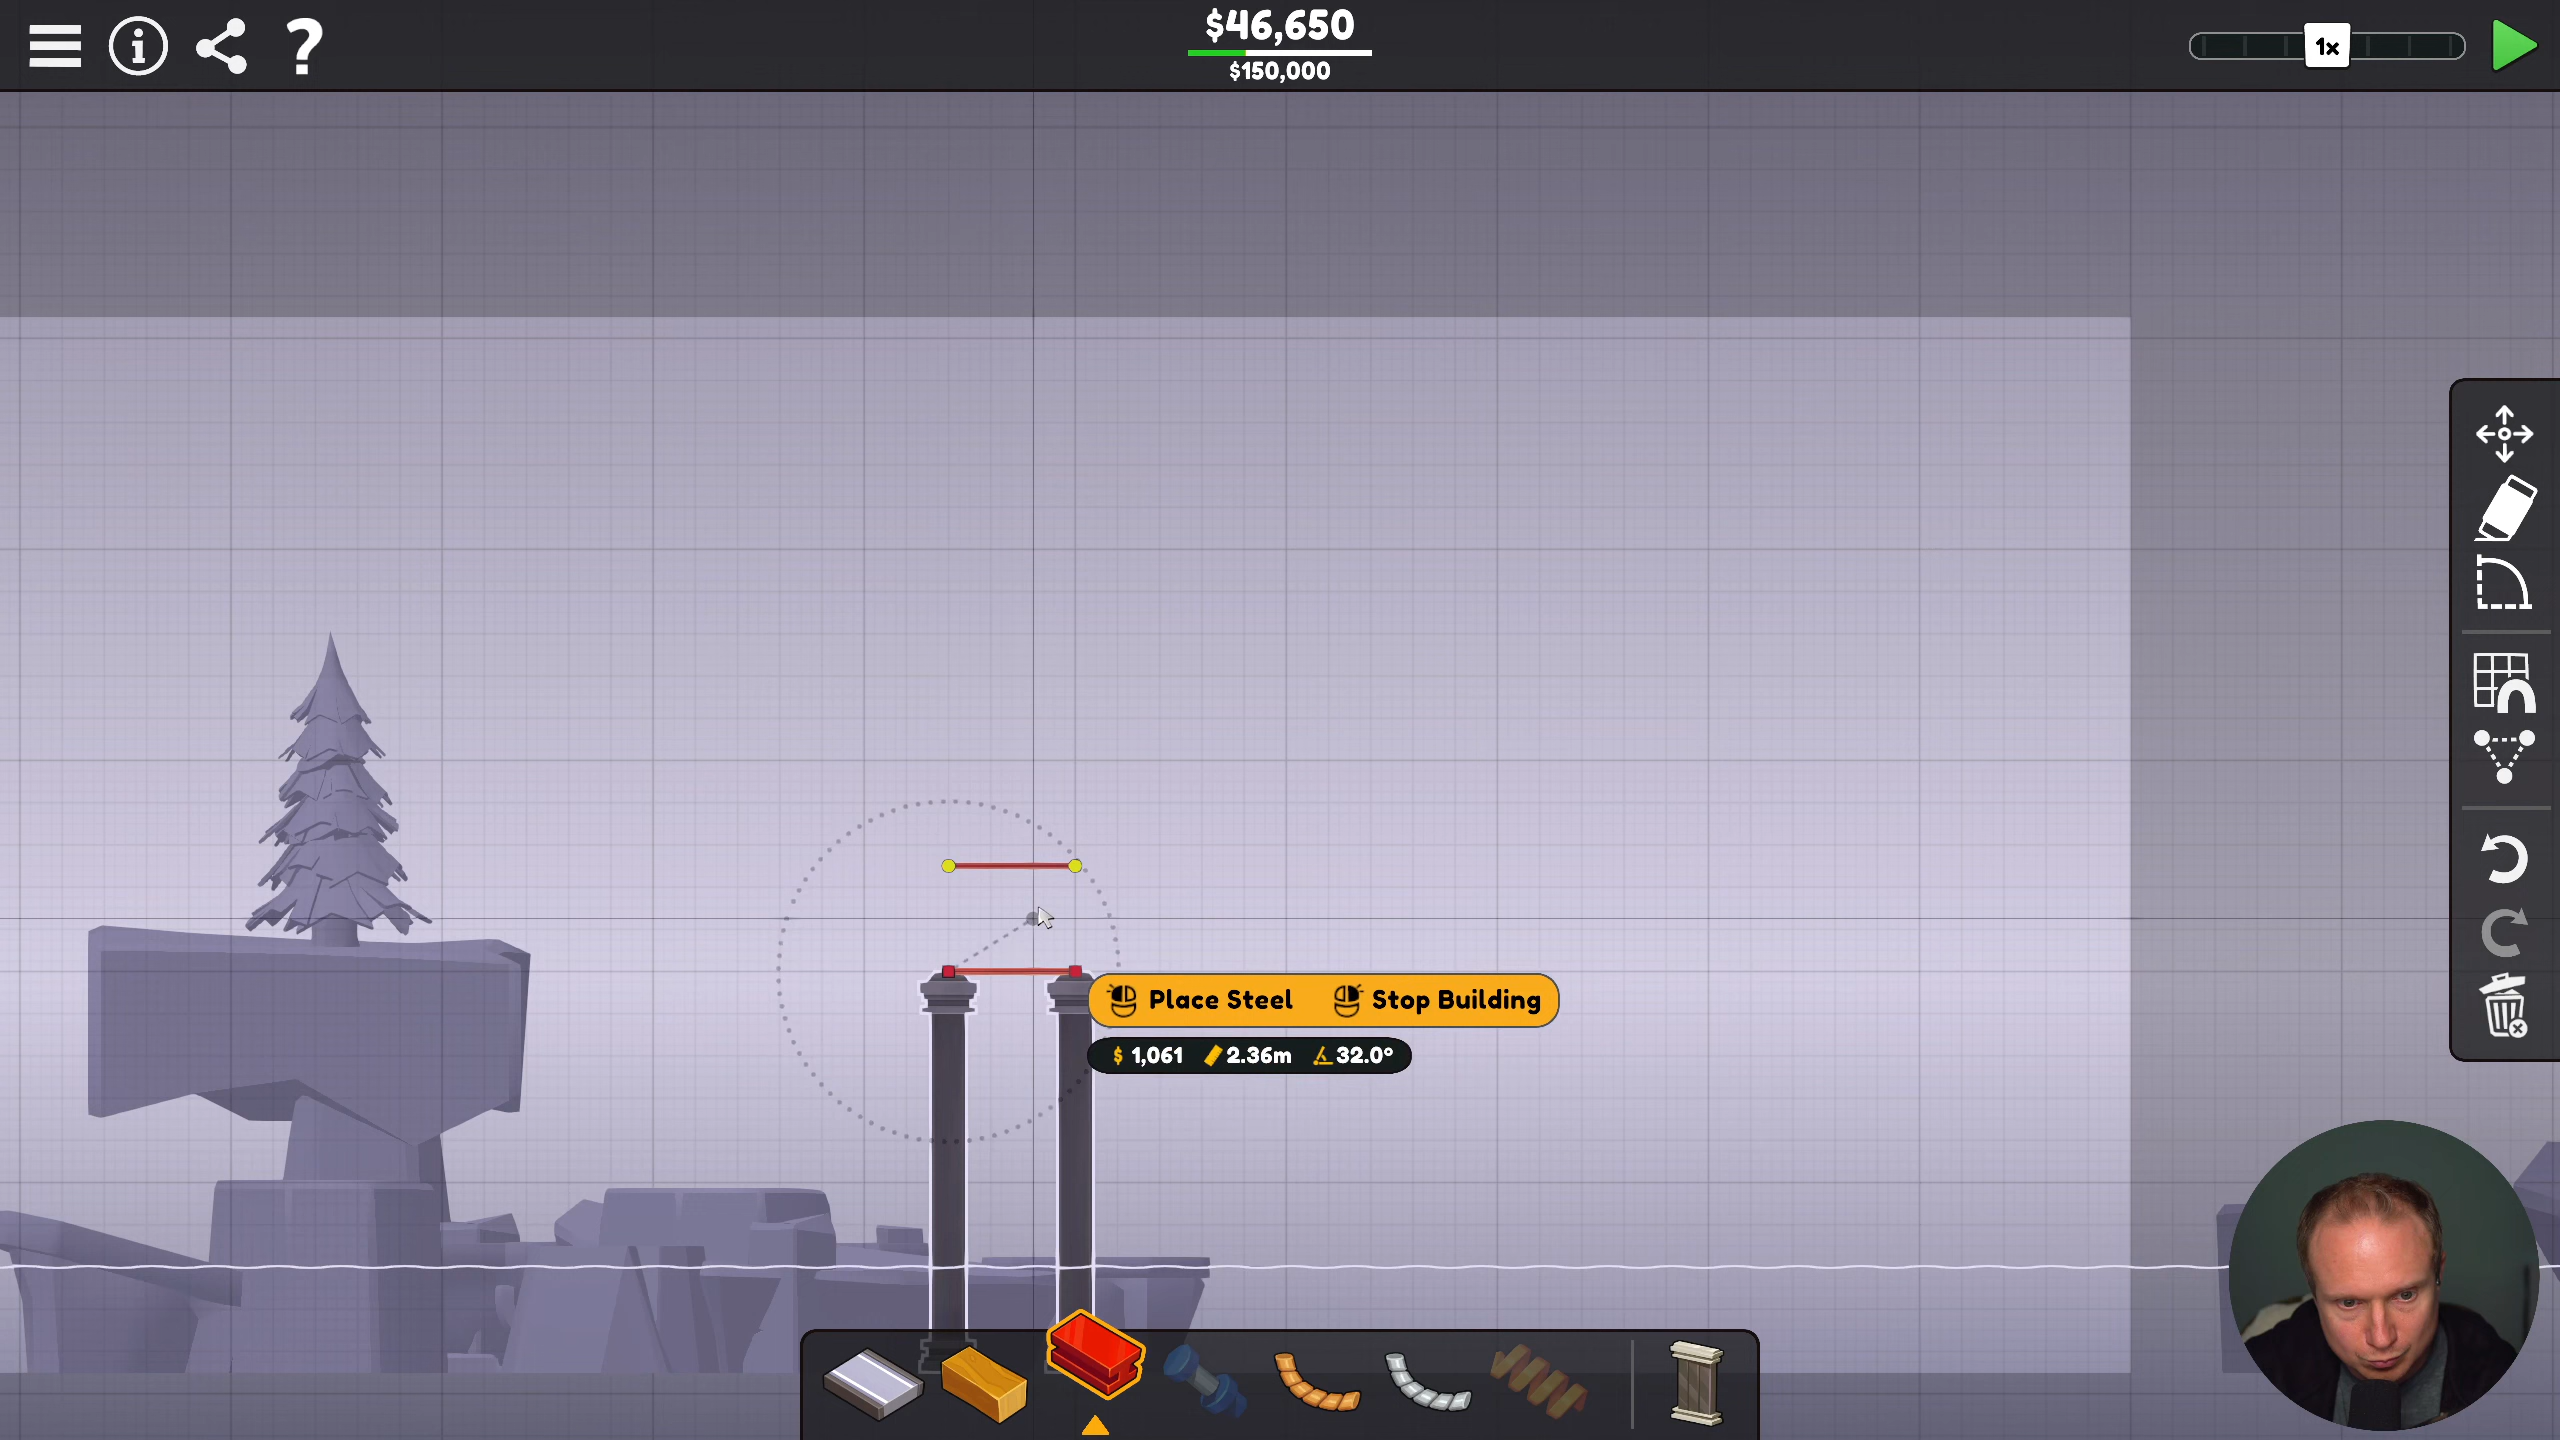 $46,650
$150,000
1x
Place Steel Stop Building
$ 1,061 2.36m 32.0°